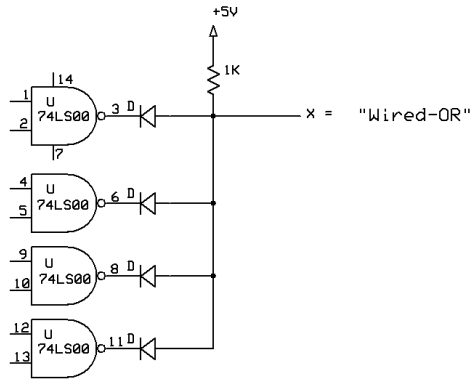 +5V
1K
14
1 U 3 D
74LS00
2
X = "Wired-OR"
7
4 U 6 D
74LS00
5
9 U 8 D
74LS00
10
12 U 11 D
74LS00
13